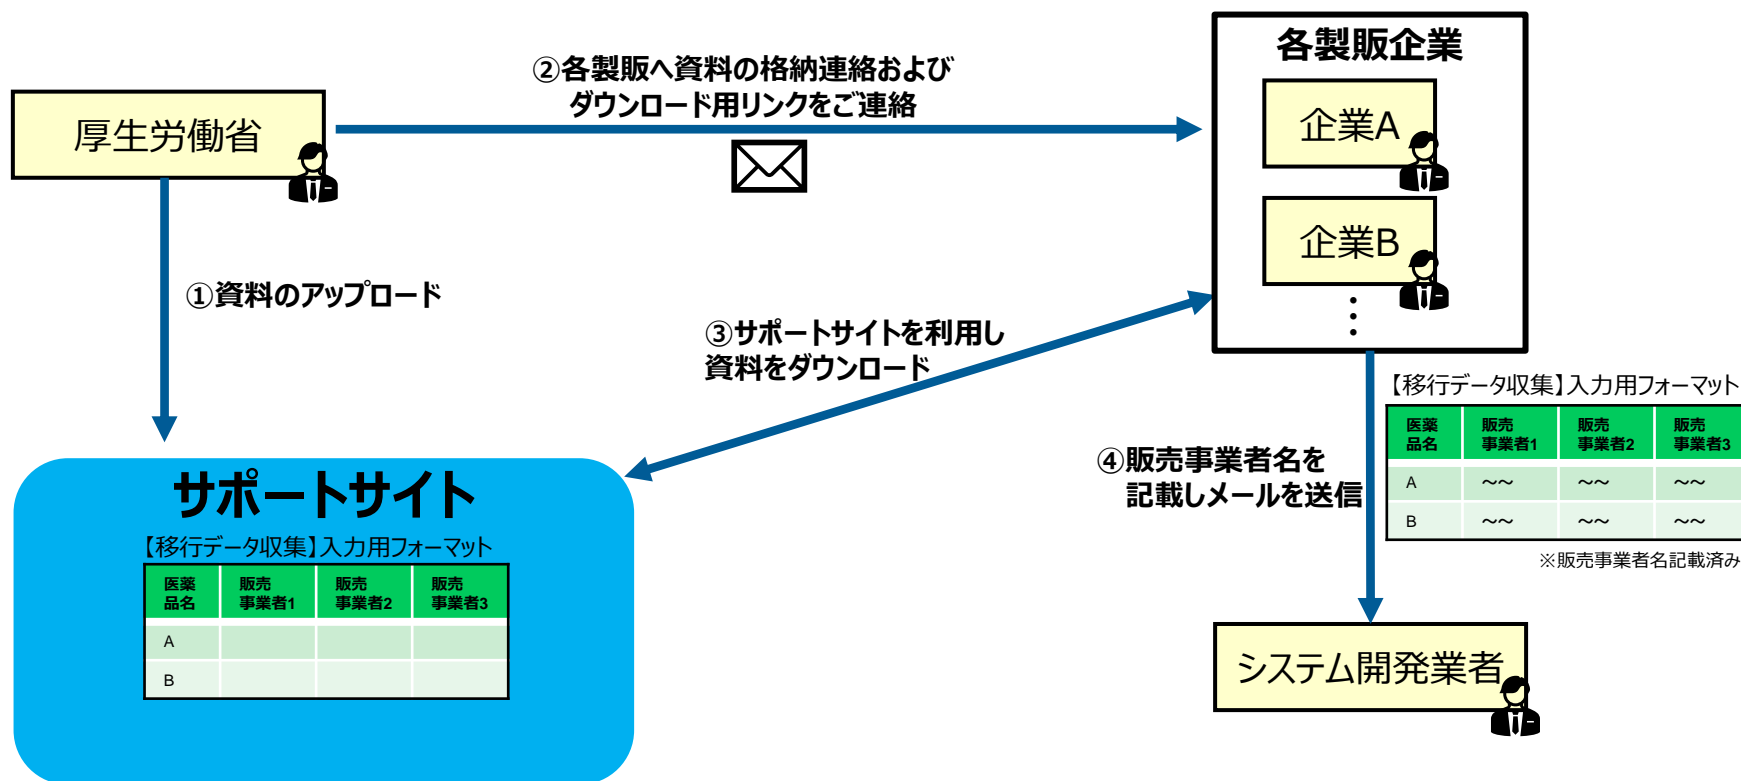 各製販企業
②各製販へ資料の格納連絡および
ダウンロード用リンクをご連絡
厚生労働省
企業A
企業B
⋮
①資料のアップロード
③サポートサイトを利用し
資料をダウンロード
【移行データ収集】入力用フォーマット
医薬
品名
販売
事業者1
販売
事業者2
販売
事業者3
A
～～
～～
～～
B
～～
～～
～～
※販売事業者名記載済み
④販売事業者名を
記載しメールを送信
サポートサイト
【移行データ収集】入力用フォーマット
医薬
品名
販売
事業者1
販売
事業者2
販売
事業者3
A
B
システム開発業者